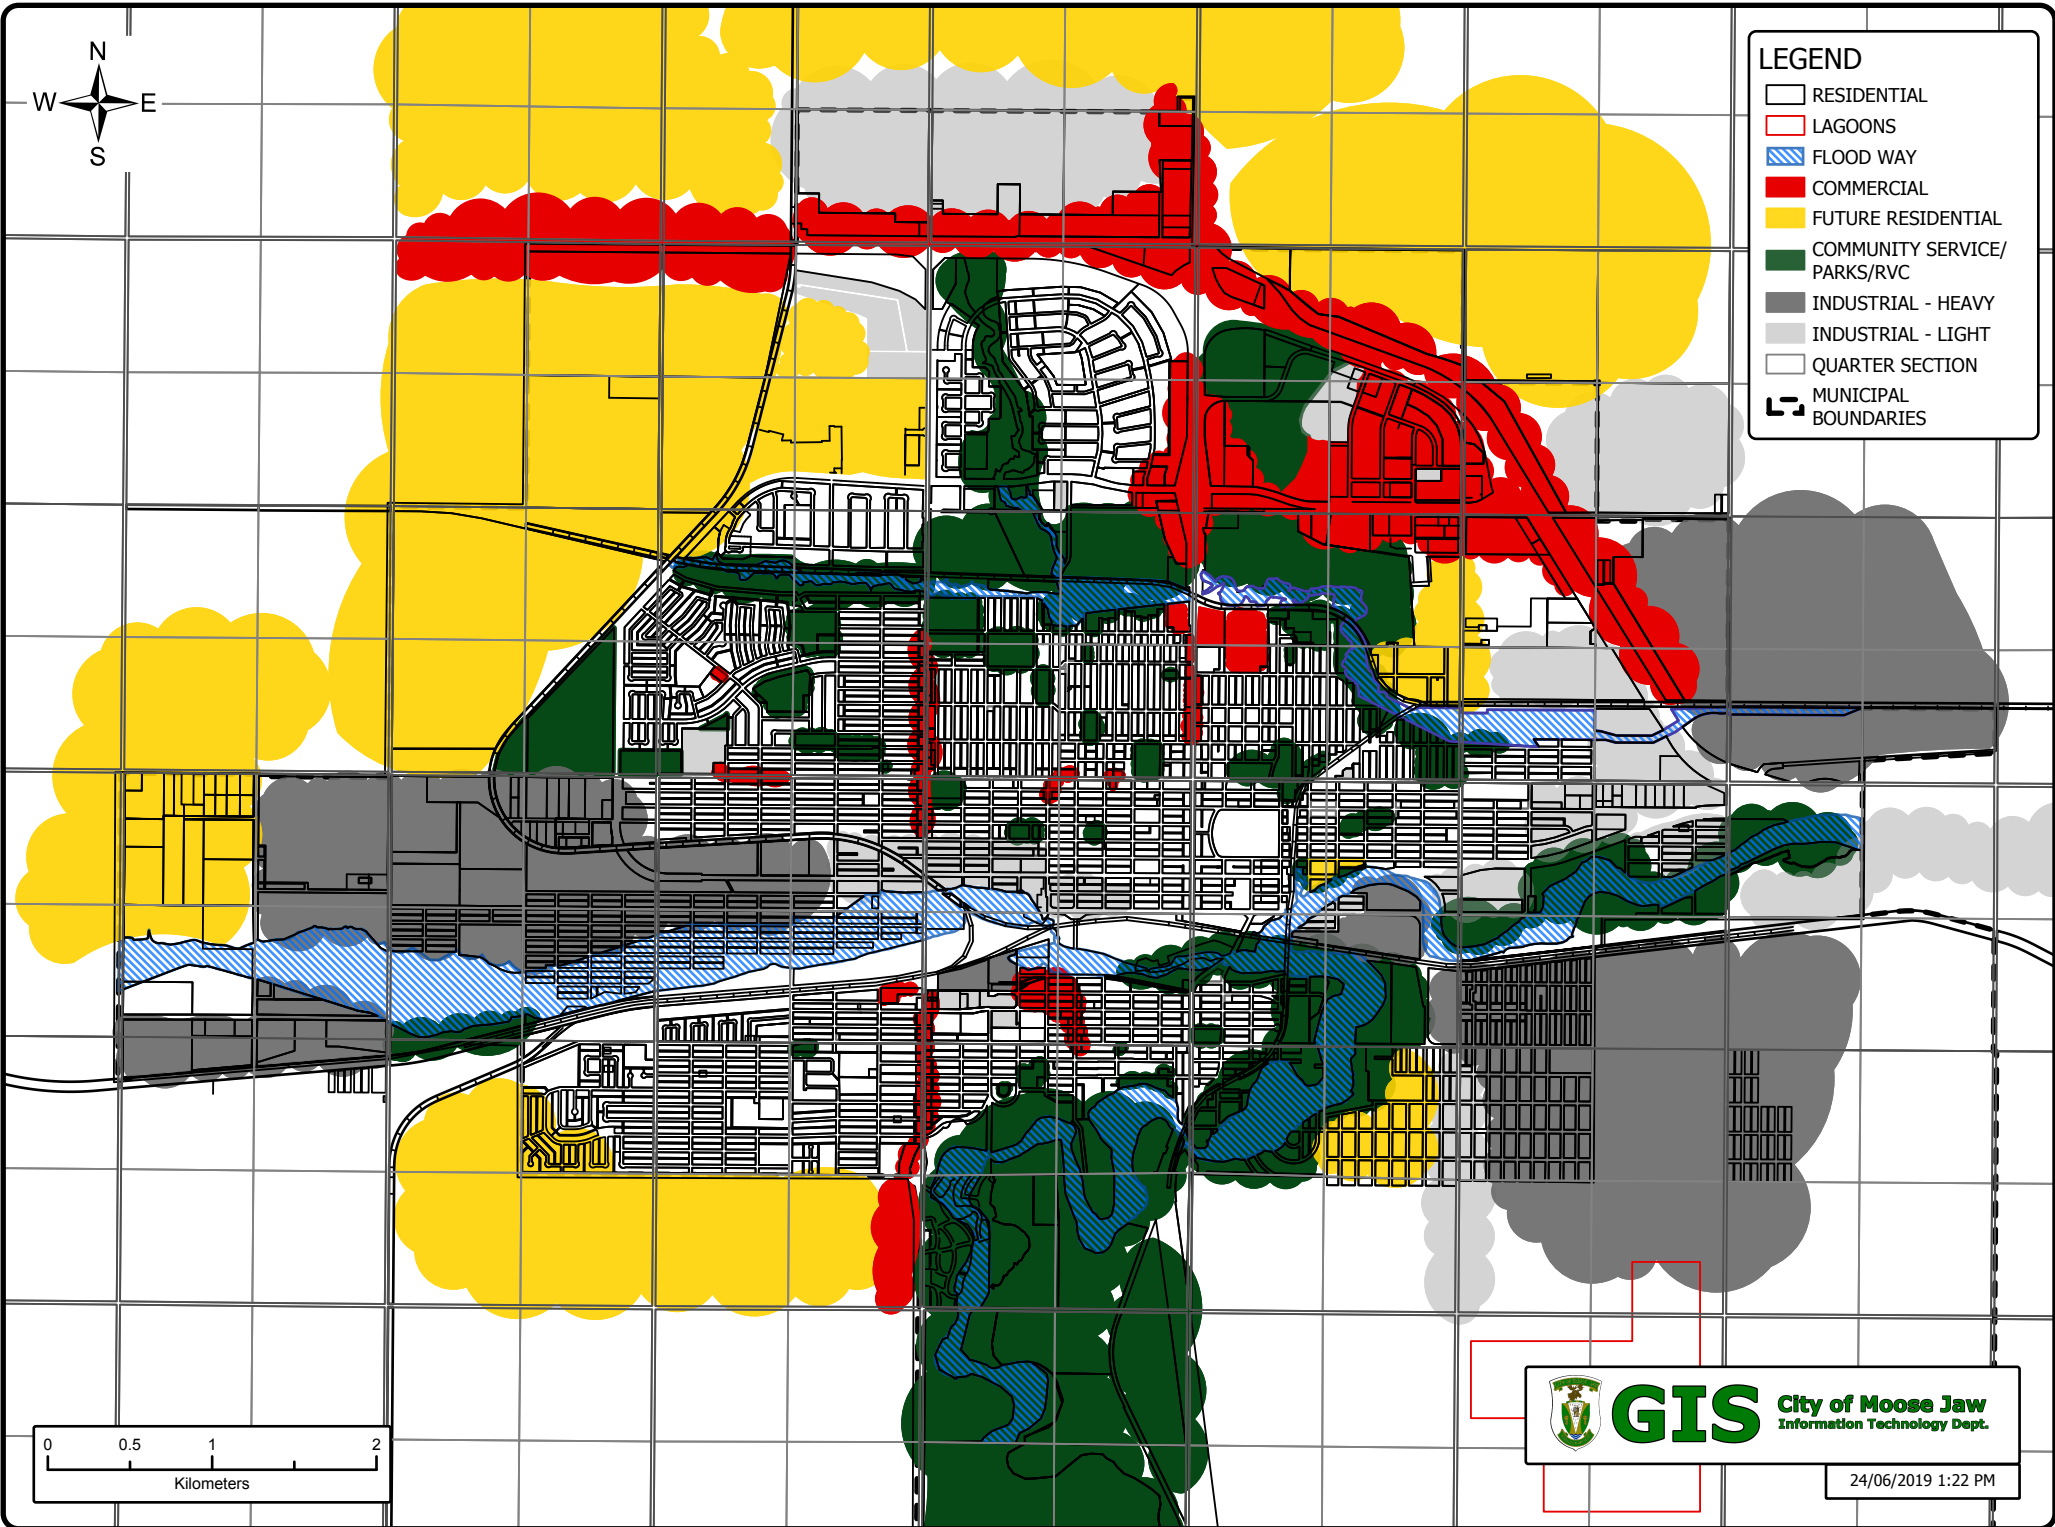 N
W E
S
LEGEND
RESIDENTIAL
LAGOONS
FLOOD WAY
COMMERCIAL
FUTURE RESIDENTIAL
COMMUNITY SERVICE/
PARKS/RVC
INDUSTRIAL - HEAVY
INDUSTRIAL - LIGHT
QUARTER SECTION
MUNICIPAL
BOUNDARIES
0 0.5 1 2
Kilometers
GIS
City of Moose Jaw
Information Technology Dept.
24/06/2019 1:22 PM